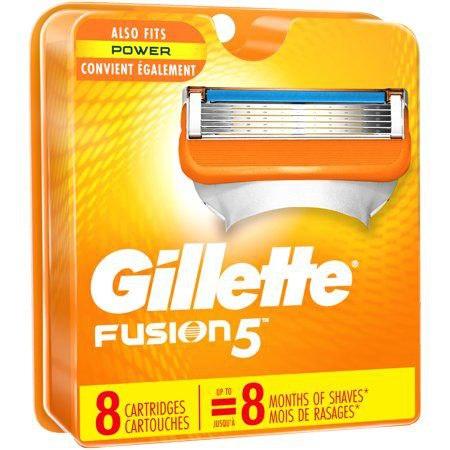 ALSO FITS
POWER
CONVIENT ÉGALEMENT
Gillette
FUSION5™
8 CARTRIDGES
CARTOUCHES
UP TO
JUSQU'À
= 8 MONTHS OF SHAVES*
MOIS DE RASAGES*